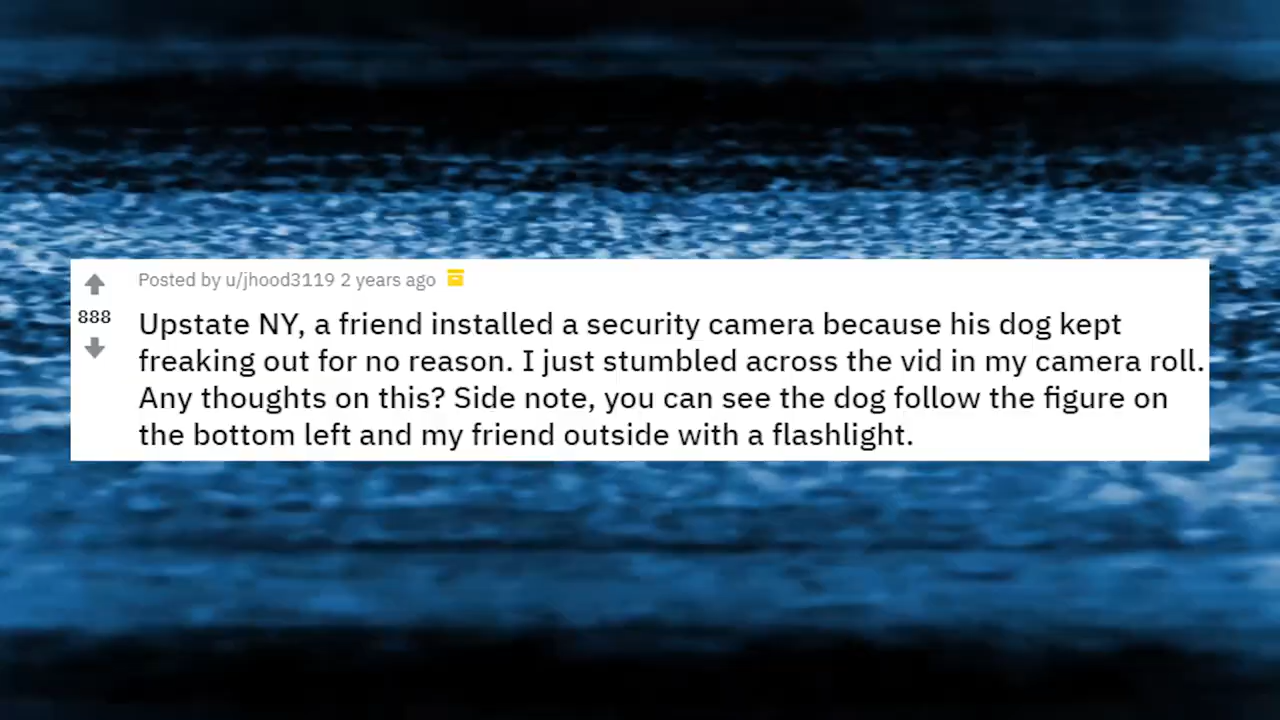 Posted by u/jhood3119 2 years ago
888
Upstate NY, a friend installed a security camera because his dog kept
freaking out for no reason. I just stumbled across the vid in my camera roll.
Any thoughts on this? Side note, you can see the dog follow the figure on
the bottom left and my friend outside with a flashlight.